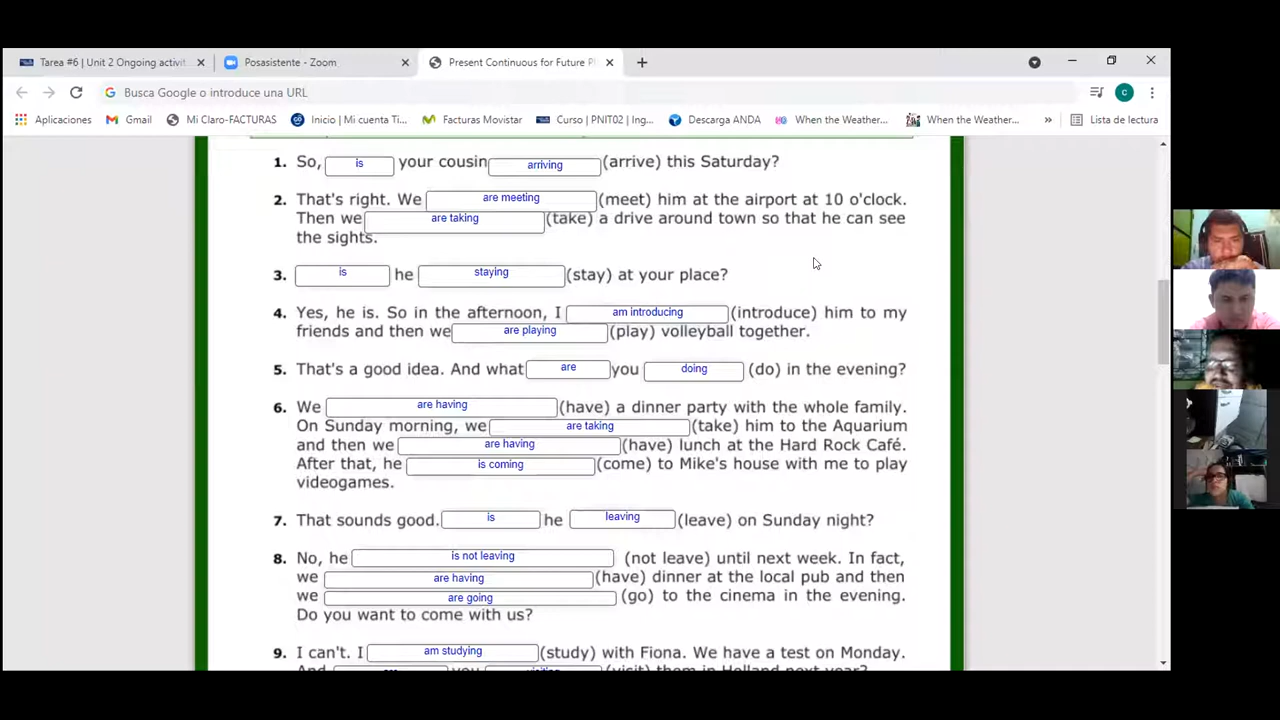 Tarea #6 | Unit 2 Ongoing activit
Posasistente - Zoom
Present Continuous for Future Pl
Busca Google o introduce una URL
Aplicaciones
Gmail
Mi Claro-FACTURAS
Inicio | Mi cuenta Ti...
Facturas Movistar
Curso | PNIT02 | Ing...
Descarga ANDA
When the Weather...
When the Weather...
»
Lista de lectura
1. So, is your cousin arriving (arrive) this Saturday?
2. That's right. We are meeting (meet) him at the airport at 10 o'clock.
Then we are taking (take) a drive around town so that he can see
the sights.
3. is he staying (stay) at your place?
4. Yes, he is. So in the afternoon, I am introducing (introduce) him to my
friends and then we are playing (play) volleyball together.
5. That's a good idea. And what are you doing (do) in the evening?
6. We are having (have) a dinner party with the whole family.
On Sunday morning, we are taking (take) him to the Aquarium
and then we are having (have) lunch at the Hard Rock Café.
After that, he is coming (come) to Mike's house with me to play
videogames.
7. That sounds good. is he leaving (leave) on Sunday night?
8. No, he is not leaving (not leave) until next week. In fact,
we are having (have) dinner at the local pub and then
we are going (go) to the cinema in the evening.
Do you want to come with us?
9. I can't. I am studying (study) with Fiona. We have a test on Monday.
And you visiting (visit) them in Holland next year?